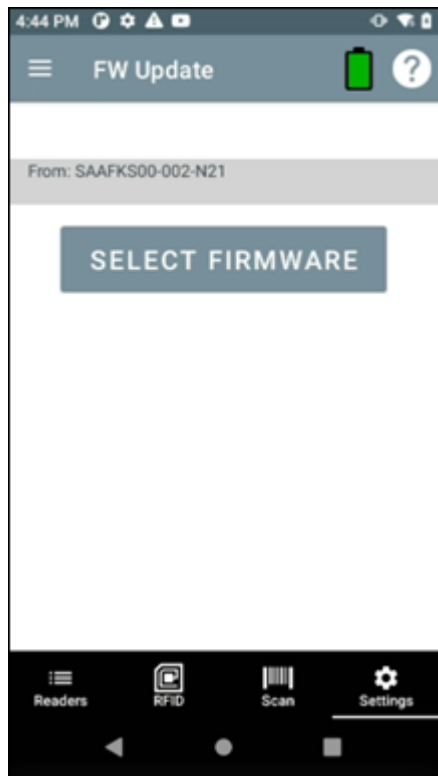 4:44 PM
FW Update
?
From: SAAFKS00-002-N21
SELECT FIRMWARE
Readers
RFID
Scan
Settings